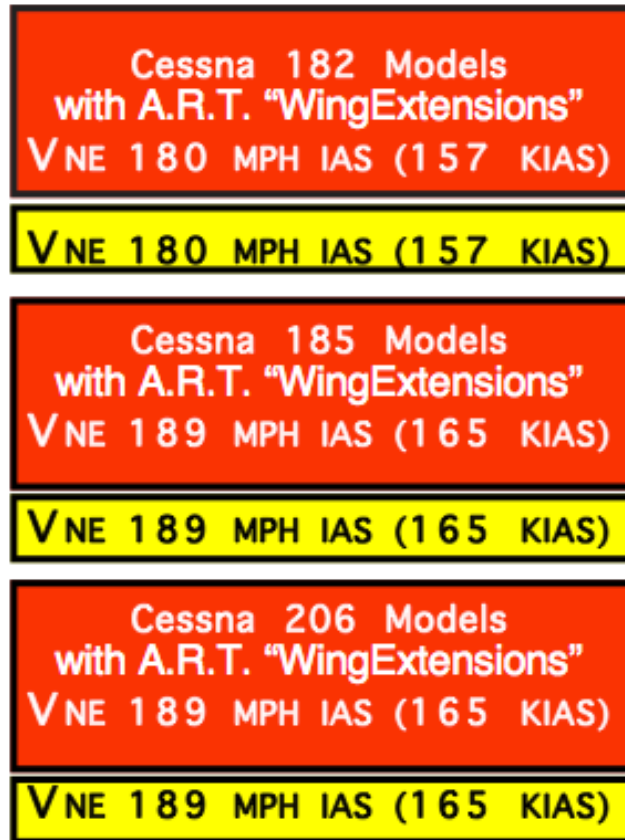 Cessna 182 Models
with A.R.T. “WingExtensions”
VNE 180 MPH IAS (157 KIAS)
VNE 180 MPH IAS (157 KIAS)
Cessna 185 Models
with A.R.T. “WingExtensions”
VNE 189 MPH IAS (165 KIAS)
VNE 189 MPH IAS (165 KIAS)
Cessna 206 Models
with A.R.T. “WingExtensions”
VNE 189 MPH IAS (165 KIAS)
VNE 189 MPH IAS (165 KIAS)